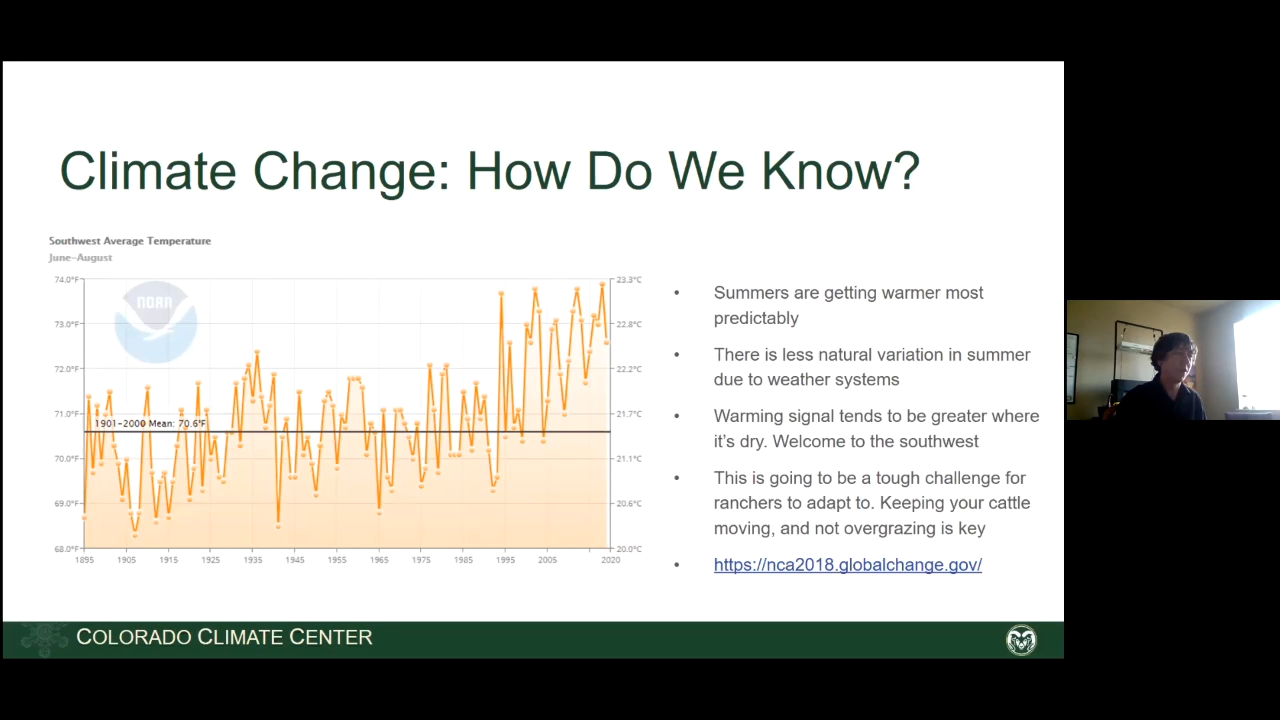 Climate Change: How Do We Know?
Southwest Average Temperature
June–August
74.0°F
73.0°F
72.0°F
71.0°F
70.0°F
69.0°F
68.0°F
NOAA
1901–2000 Mean: 70.6°F
23.3°C
22.8°C
22.2°C
21.7°C
21.1°C
20.6°C
20.0°C
1895 1905 1915 1925 1935 1945 1955 1965 1975 1985 1995 2005 2020
• Summers are getting warmer most
predictably
• There is less natural variation in summer
due to weather systems
• Warming signal tends to be greater where
it's dry. Welcome to the southwest
• This is going to be a tough challenge for
ranchers to adapt to. Keeping your cattle
moving, and not overgrazing is key
• https://nca2018.globalchange.gov/
COLORADO CLIMATE CENTER